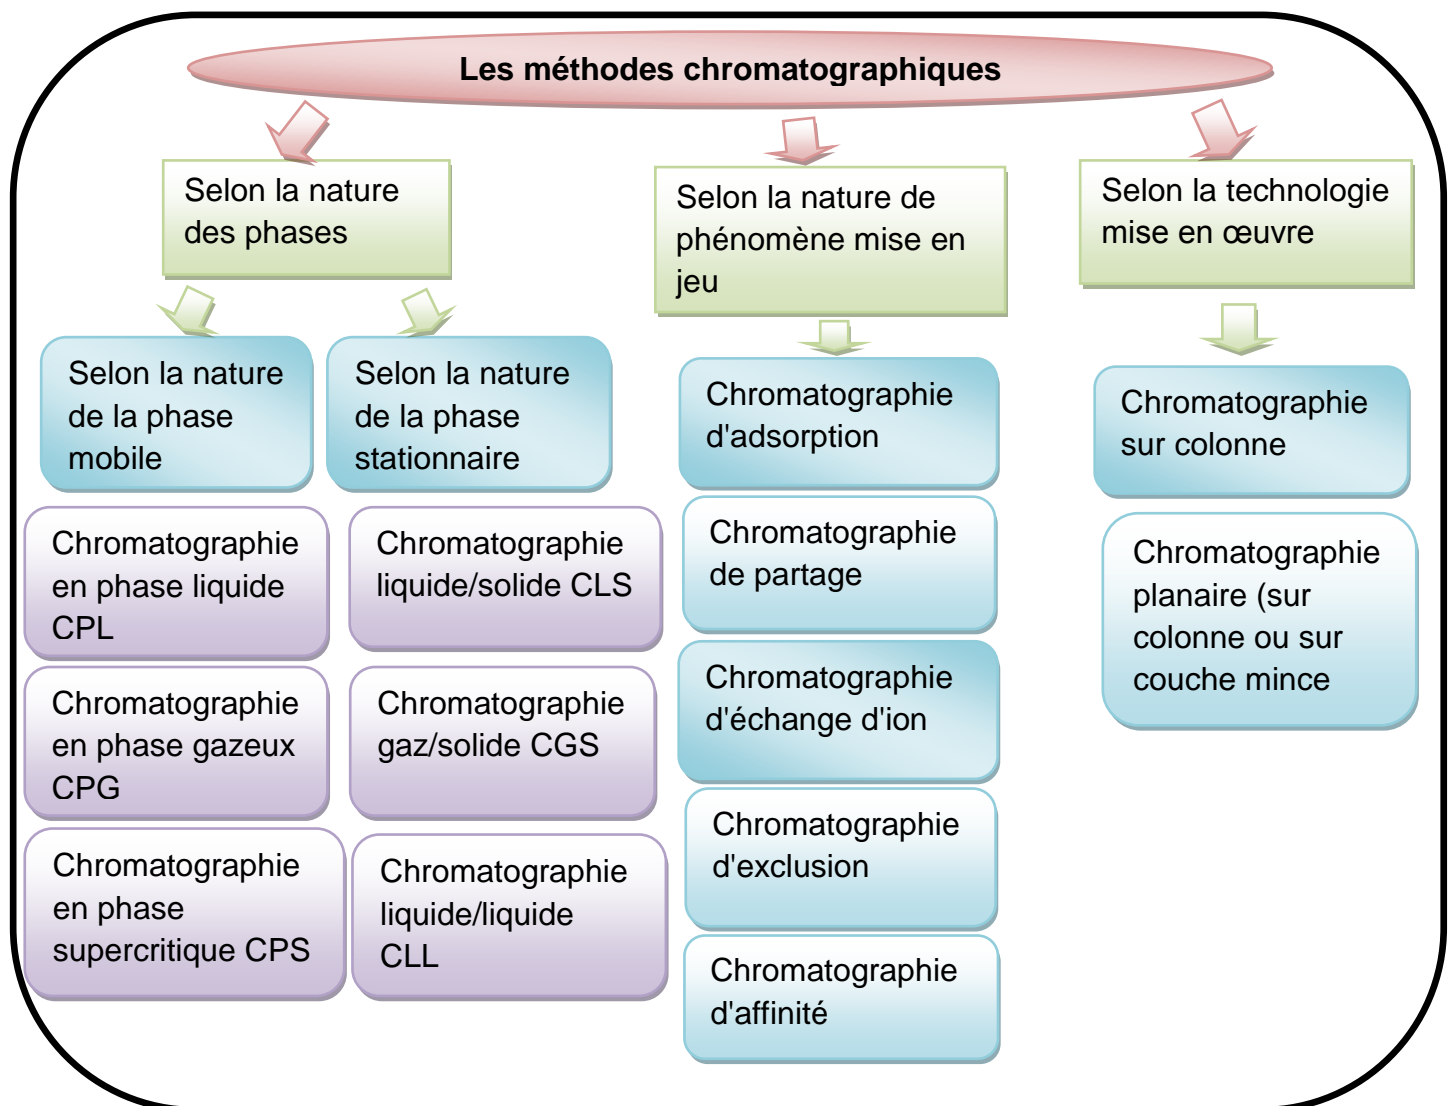 Les méthodes chromatographiques
Selon la nature
des phases
Selon la nature
de la phase
mobile
Chromatographie
en phase liquide
CPL
Chromatographie
en phase gazeux
CPG
Chromatographie
en phase
supercritique CPS
Selon la nature
de la phase
stationnaire
Chromatographie
liquide/solide CLS
Chromatographie
gaz/solide CGS
Chromatographie
liquide/liquide
CLL
Selon la nature de
phénomène mise en
jeu
Chromatographie
d'adsorption
Chromatographie
de partage
Chromatographie
d'échange d'ion
Chromatographie
d'exclusion
Chromatographie
d'affinité
Selon la technologie
mise en œuvre
Chromatographie
sur colonne
Chromatographie
planaire (sur
colonne ou sur
couche mince